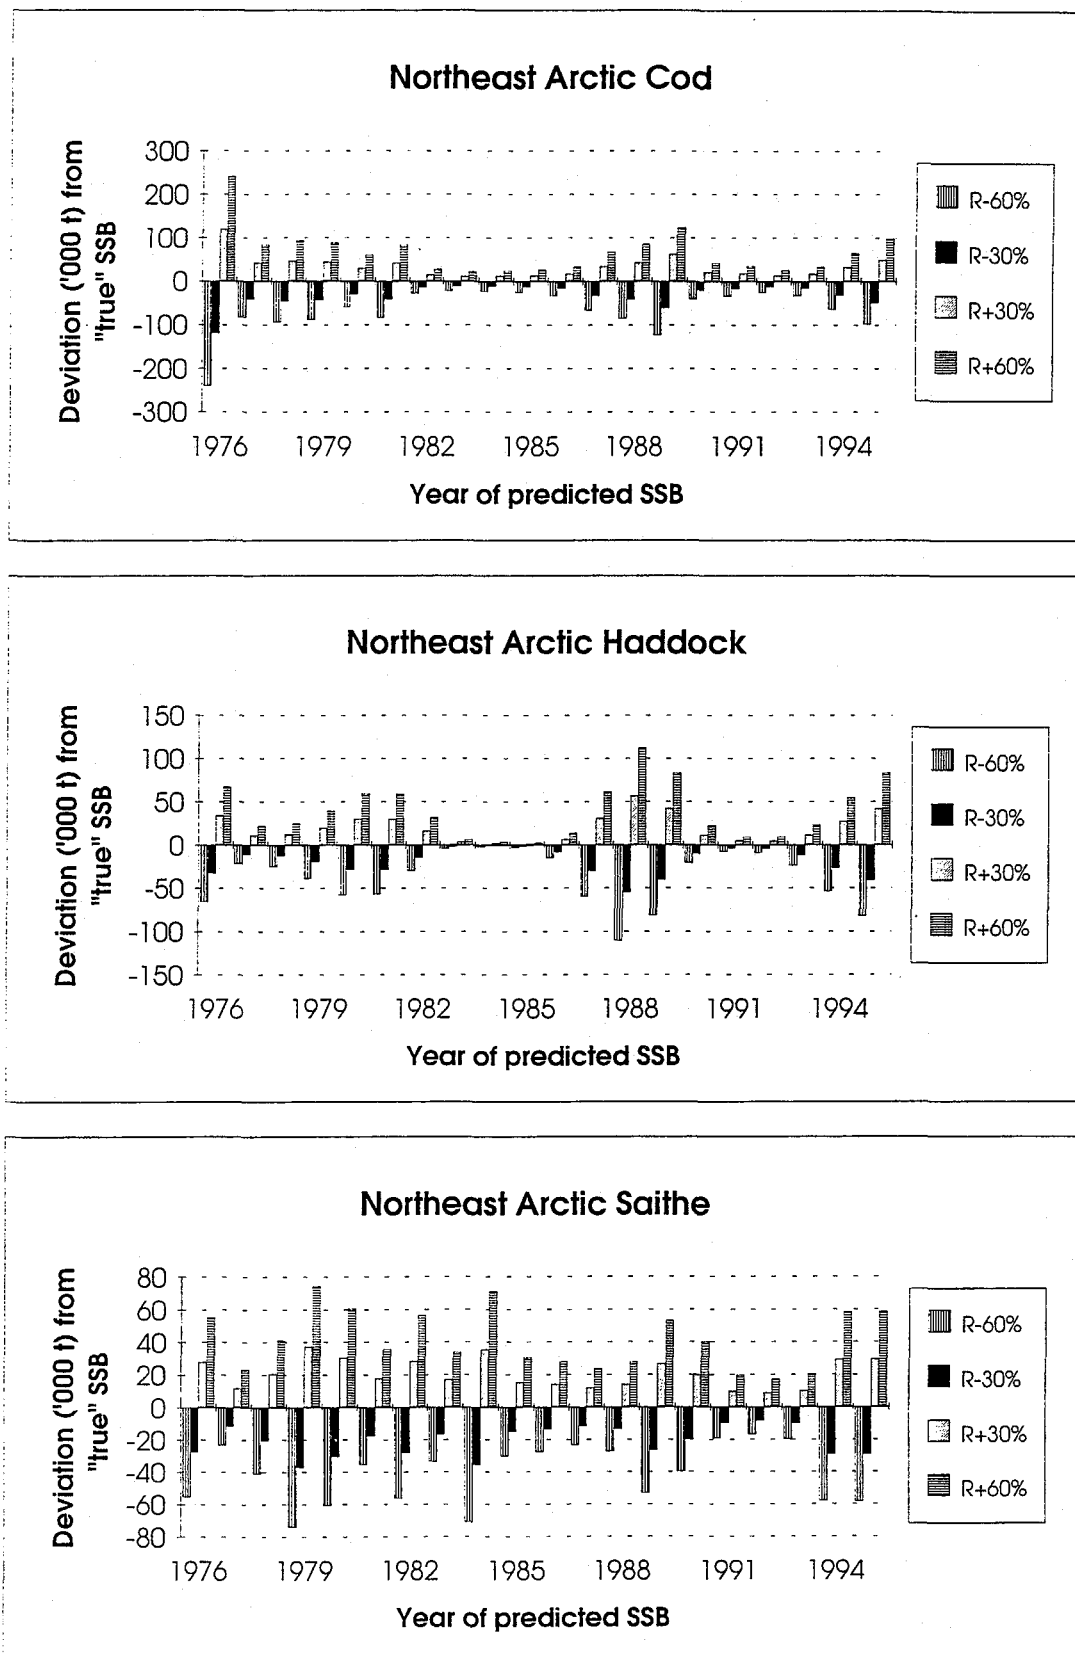 Northeast Arctic Cod
Deviation ('000 t) from
"true" SSB
300
200
100
0
-100
-200
-300
1976 1979 1982 1985 1988 1991 1994
Year of predicted SSB
R-60%
R-30%
R+30%
R+60%
Northeast Arctic Haddock
Deviation ('000 t) from
"true" SSB
150
100
50
0
-50
-100
-150
1976 1979 1982 1985 1988 1991 1994
Year of predicted SSB
R-60%
R-30%
R+30%
R+60%
Northeast Arctic Saithe
Deviation ('000 t) from
"true" SSB
80
60
40
20
0
-20
-40
-60
-80
1976 1979 1982 1985 1988 1991 1994
Year of predicted SSB
R-60%
R-30%
R+30%
R+60%